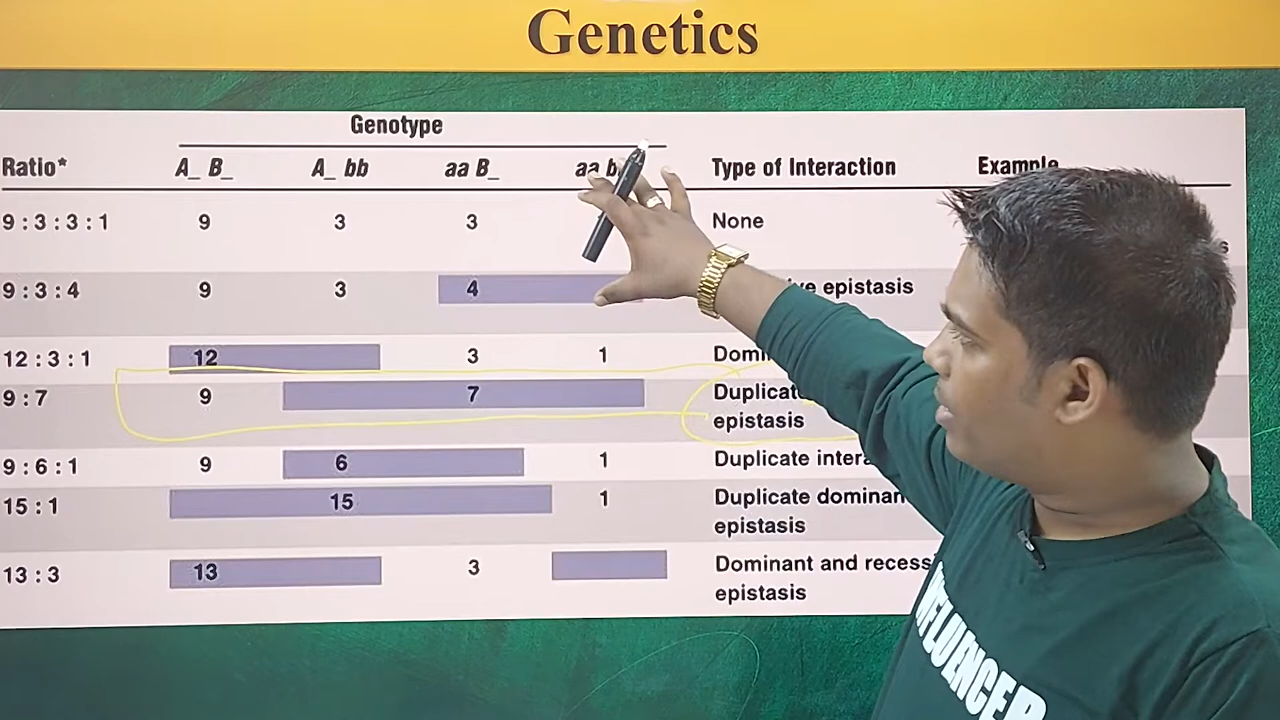 Genetics
Genotype
Ratio* A_ B_ A_ bb aa B_ aa Type of Interaction Example
9 : 3 : 3 : 1 9 3 3 None
9 : 3 : 4 9 3 4 epistasis
12 : 3 : 1 12 3 1
9 : 7 9 7
epistasis
9 : 6 : 1 9 6 1 Duplicate
15 : 1 15 1 Duplicate
epistasis
13 : 3 13 3 Dominant and
epistasis
INFLUENCER